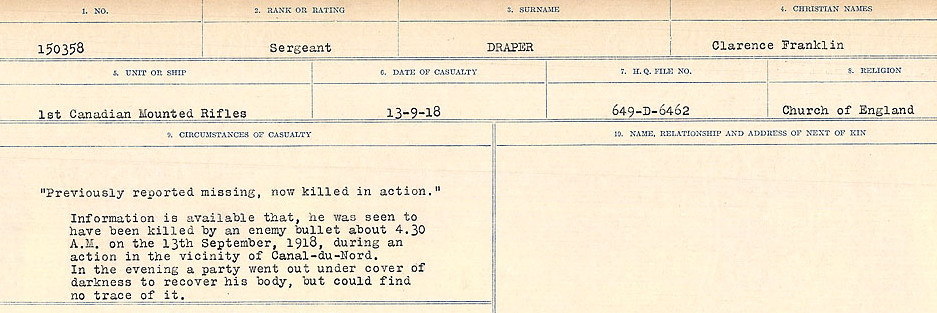 1. NO. 2. RANK OR RATING 3. SURNAME 4. CHRISTIAN NAMES
150358 Sergeant DRAPER Clarence Franklin
5. UNIT OR SHIP 6. DATE OF CASUALTY 7. H.Q. FILE NO. 8. RELIGION
1st Canadian Mounted Rifles 13-9-18 649-D-6462 Church of England
9. CIRCUMSTANCES OF CASUALTY 10. NAME, RELATIONSHIP AND ADDRESS OF NEXT OF KIN
"Previously reported missing, now killed in action."
Information is available that, he was seen to
have been killed by an enemy bullet about 4.30
A.M. on the 13th September, 1918, during an
action in the vicinity of Canal-du-Nord.
In the evening a party went out under cover of
darkness to recover his body, but could find
no trace of it.